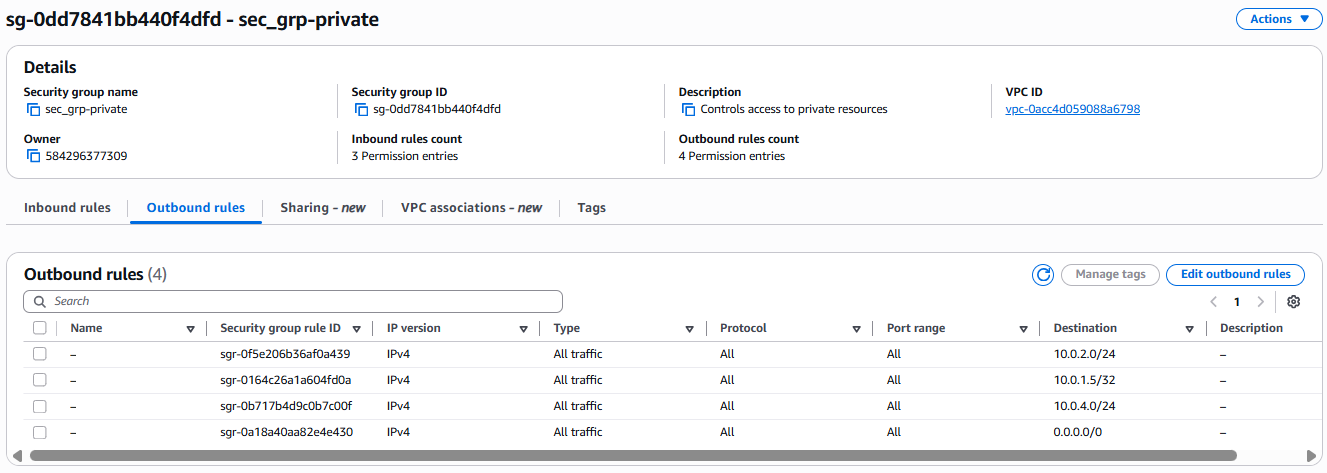 sg-0dd7841bb440f4dfd - sec_grp-private
Actions
Details
Security group name
sec_grp-private
Security group ID
sg-0dd7841bb440f4dfd
Description
Controls access to private resources
VPC ID
vpc-0acc4d059088a6798
Owner
584296377309
Inbound rules count
3 Permission entries
Outbound rules count
4 Permission entries
Inbound rules Outbound rules Sharing - new VPC associations - new Tags
Outbound rules (4)
Manage tags Edit outbound rules
Search
1
Name Security group rule ID IP version Type Protocol Port range Destination Description
– sgr-0f5e206b36af0a439 IPv4 All traffic All All 10.0.2.0/24 –
– sgr-0164c26a1a604fd0a IPv4 All traffic All All 10.0.1.5/32 –
– sgr-0b717b4d9c0b7c00f IPv4 All traffic All All 10.0.4.0/24 –
– sgr-0a18a40aa82e4e430 IPv4 All traffic All All 0.0.0.0/0 –